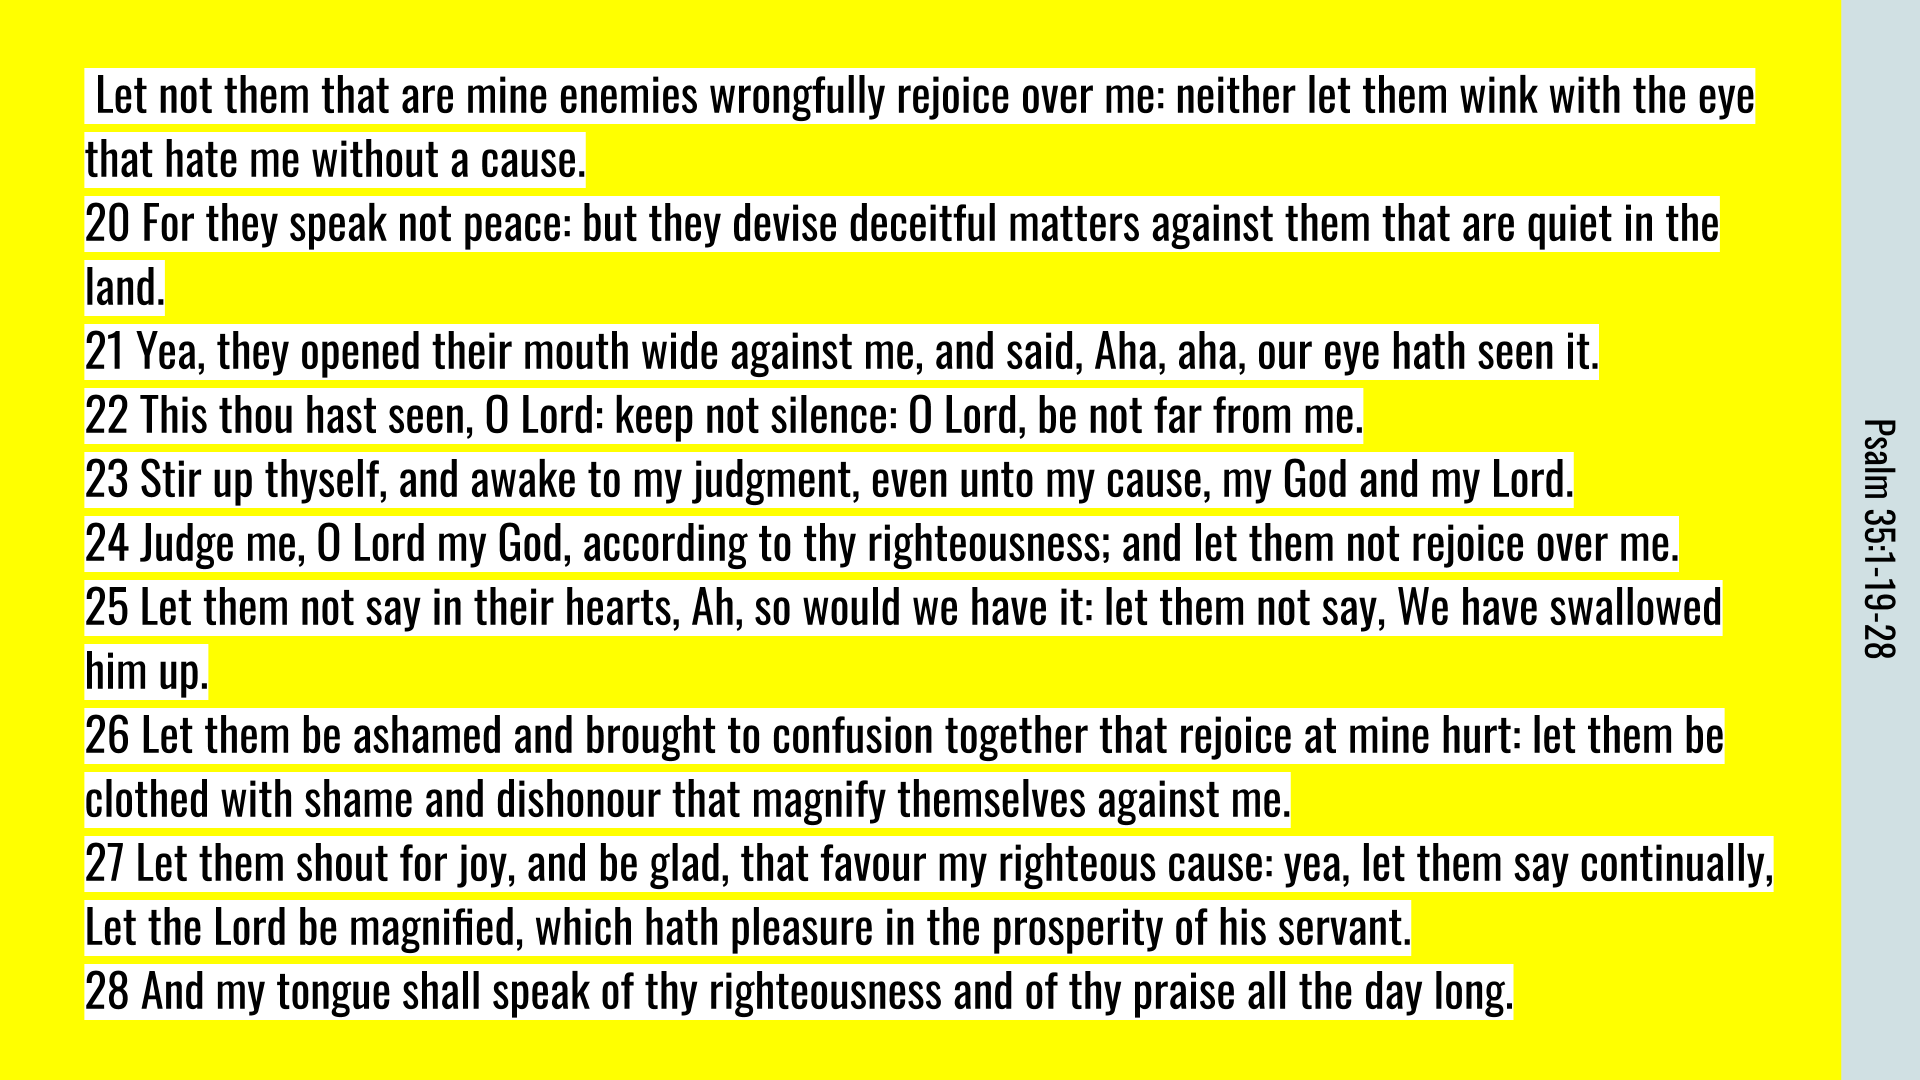 Let not them that are mine enemies wrongfully rejoice over me: neither let them wink with the eye
that hate me without a cause.
20 For they speak not peace: but they devise deceitful matters against them that are quiet in the
land.
21 Yea, they opened their mouth wide against me, and said, Aha, aha, our eye hath seen it.
22 This thou hast seen, O Lord: keep not silence: O Lord, be not far from me.
23 Stir up thyself, and awake to my judgment, even unto my cause, my God and my Lord.
24 Judge me, O Lord my God, according to thy righteousness; and let them not rejoice over me.
25 Let them not say in their hearts, Ah, so would we have it: let them not say, We have swallowed
him up.
26 Let them be ashamed and brought to confusion together that rejoice at mine hurt: let them be
clothed with shame and dishonour that magnify themselves against me.
27 Let them shout for joy, and be glad, that favour my righteous cause: yea, let them say continually,
Let the Lord be magnified, which hath pleasure in the prosperity of his servant.
28 And my tongue shall speak of thy righteousness and of thy praise all the day long.
Psalm 35:1-19-28